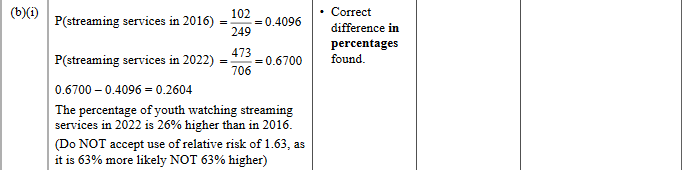 (b)(i)
P(streaming services in 2016) = 102/249 = 0.4096
P(streaming services in 2022) = 473/706 = 0.6700
0.6700 – 0.4096 = 0.2604
The percentage of youth watching streaming
services in 2022 is 26% higher than in 2016.
(Do NOT accept use of relative risk of 1.63, as
it is 63% more likely NOT 63% higher)
• Correct
difference in
percentages
found.